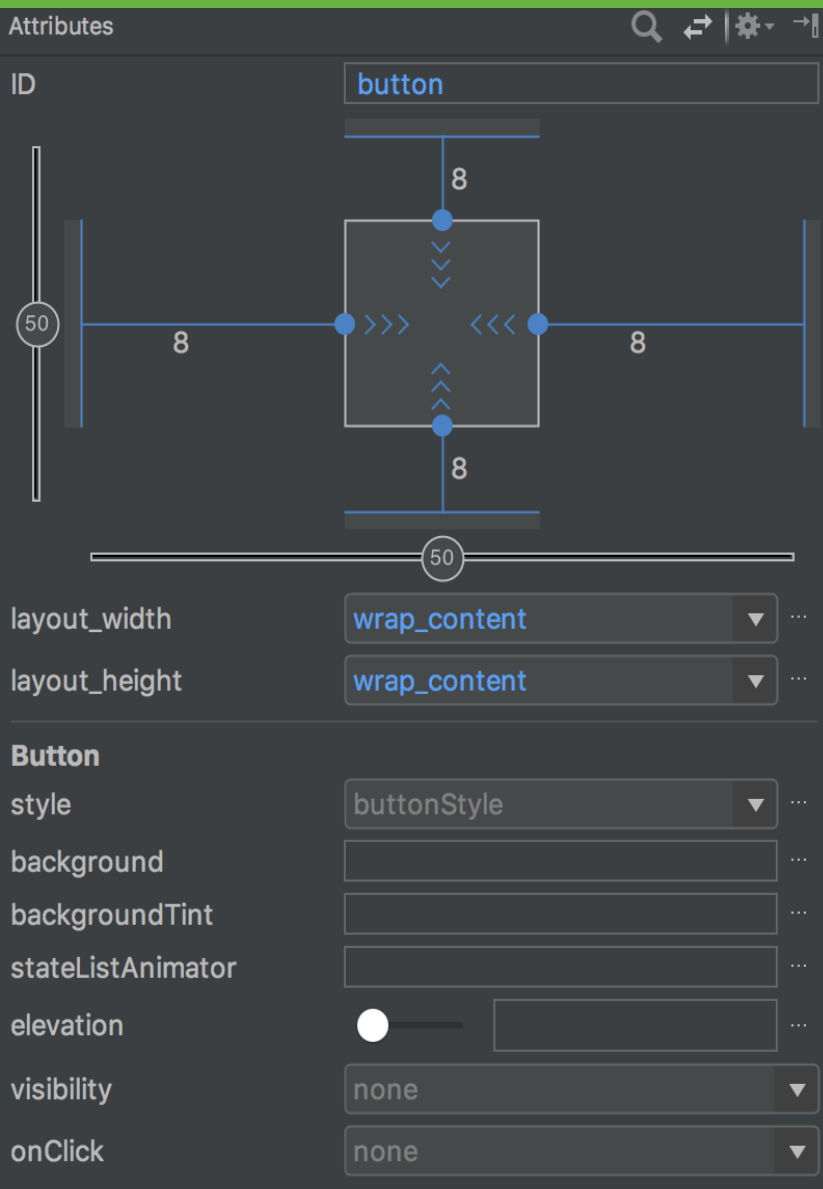 Attributes
ID button
8
50
8 8
8
50
layout_width wrap_content ...
layout_height wrap_content ...
Button
style buttonStyle ...
background ...
backgroundTint ...
stateListAnimator ...
elevation ...
visibility none
onClick none